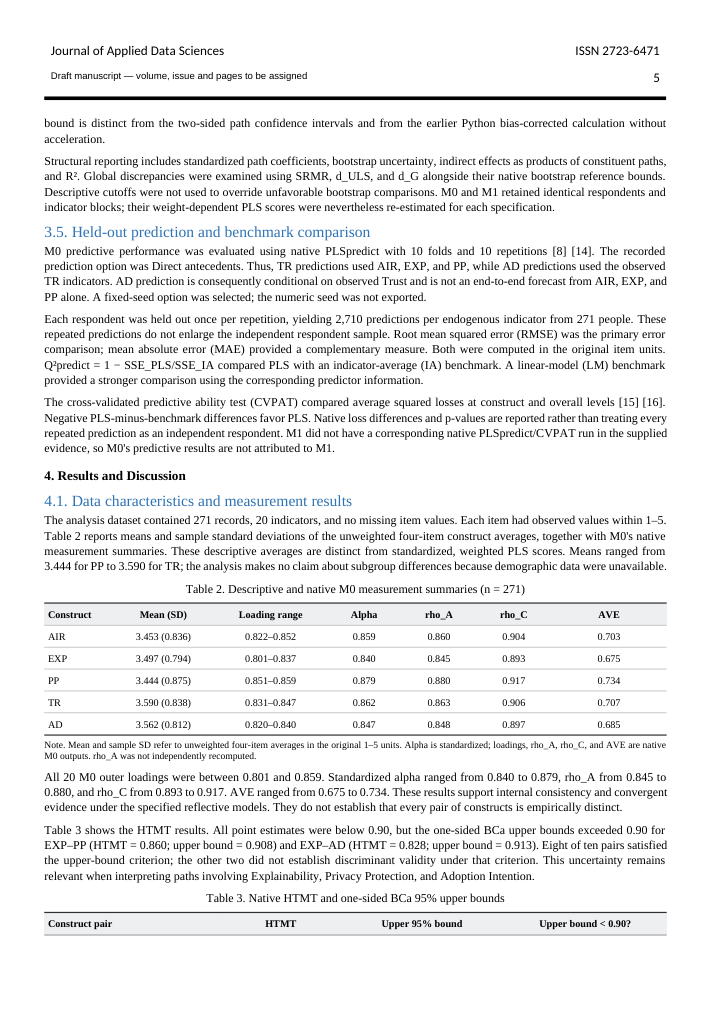 Journal of Applied Data Sciences ISSN 2723-6471
Draft manuscript — volume, issue and pages to be assigned 5
bound is distinct from the two-sided path confidence intervals and from the earlier Python bias-corrected calculation without
acceleration.
Structural reporting includes standardized path coefficients, bootstrap uncertainty, indirect effects as products of constituent paths,
and R². Global discrepancies were examined using SRMR, d_ULS, and d_G alongside their native bootstrap reference bounds.
Descriptive cutoffs were not used to override unfavorable bootstrap comparisons. M0 and M1 retained identical respondents and
indicator blocks; their weight-dependent PLS scores were nevertheless re-estimated for each specification.
3.5. Held-out prediction and benchmark comparison
M0 predictive performance was evaluated using native PLSpredict with 10 folds and 10 repetitions [8] [14]. The recorded
prediction option was Direct antecedents. Thus, TR predictions used AIR, EXP, and PP, while AD predictions used the observed
TR indicators. AD prediction is consequently conditional on observed Trust and is not an end-to-end forecast from AIR, EXP, and
PP alone. A fixed-seed option was selected; the numeric seed was not exported.
Each respondent was held out once per repetition, yielding 2,710 predictions per endogenous indicator from 271 people. These
repeated predictions do not enlarge the independent respondent sample. Root mean squared error (RMSE) was the primary error
comparison; mean absolute error (MAE) provided a complementary measure. Both were computed in the original item units.
Q²predict = 1 − SSE_PLS/SSE_IA compared PLS with an indicator-average (IA) benchmark. A linear-model (LM) benchmark
provided a stronger comparison using the corresponding predictor information.
The cross-validated predictive ability test (CVPAT) compared average squared losses at construct and overall levels [15] [16].
Negative PLS-minus-benchmark differences favor PLS. Native loss differences and p-values are reported rather than treating every
repeated prediction as an independent respondent. M1 did not have a corresponding native PLSpredict/CVPAT run in the supplied
evidence, so M0's predictive results are not attributed to M1.
4. Results and Discussion
4.1. Data characteristics and measurement results
The analysis dataset contained 271 records, 20 indicators, and no missing item values. Each item had observed values within 1–5.
Table 2 reports means and sample standard deviations of the unweighted four-item construct averages, together with M0's native
measurement summaries. These descriptive averages are distinct from standardized, weighted PLS scores. Means ranged from
3.444 for PP to 3.590 for TR; the analysis makes no claim about subgroup differences because demographic data were unavailable.
Table 2. Descriptive and native M0 measurement summaries (n = 271)
Construct Mean (SD) Loading range Alpha rho_A rho_C AVE
AIR 3.453 (0.836) 0.822–0.852 0.859 0.860 0.904 0.703
EXP 3.497 (0.794) 0.801–0.837 0.840 0.845 0.893 0.675
PP 3.444 (0.875) 0.851–0.859 0.879 0.880 0.917 0.734
TR 3.590 (0.838) 0.831–0.847 0.862 0.863 0.906 0.707
AD 3.562 (0.812) 0.820–0.840 0.847 0.848 0.897 0.685
Note. Mean and sample SD refer to unweighted four-item averages in the original 1–5 units. Alpha is standardized; loadings, rho_A, rho_C, and AVE are native
M0 outputs. rho_A was not independently recomputed.
All 20 M0 outer loadings were between 0.801 and 0.859. Standardized alpha ranged from 0.840 to 0.879, rho_A from 0.845 to
0.880, and rho_C from 0.893 to 0.917. AVE ranged from 0.675 to 0.734. These results support internal consistency and convergent
evidence under the specified reflective models. They do not establish that every pair of constructs is empirically distinct.
Table 3 shows the HTMT results. All point estimates were below 0.90, but the one-sided BCa upper bounds exceeded 0.90 for
EXP–PP (HTMT = 0.860; upper bound = 0.908) and EXP–AD (HTMT = 0.828; upper bound = 0.913). Eight of ten pairs satisfied
the upper-bound criterion; the other two did not establish discriminant validity under that criterion. This uncertainty remains
relevant when interpreting paths involving Explainability, Privacy Protection, and Adoption Intention.
Table 3. Native HTMT and one-sided BCa 95% upper bounds
Construct pair HTMT Upper 95% bound Upper bound < 0.90?